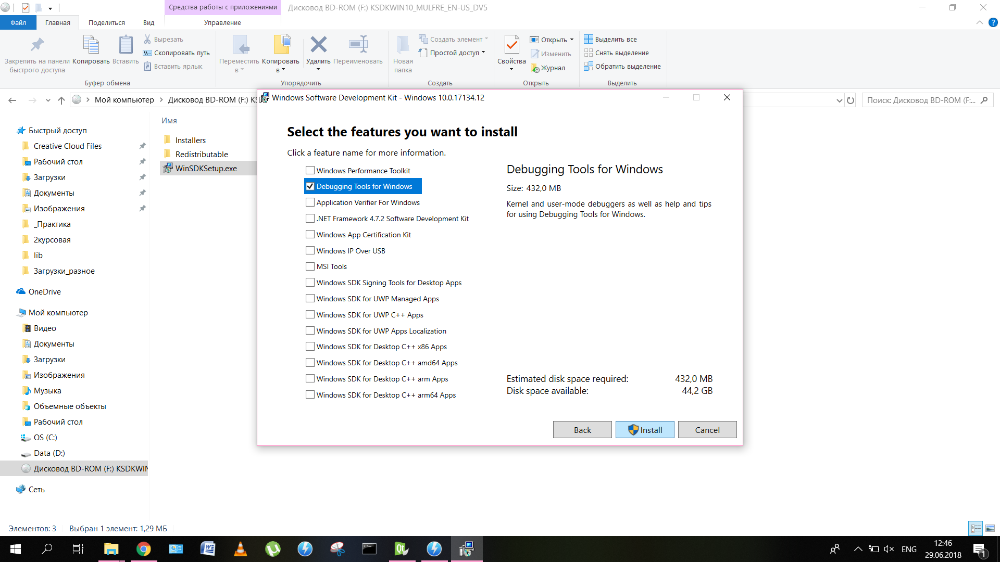 Средства работы с приложениями
Дисковод BD-ROM (F:) KSDKWIN10_MULFRE_EN-US_DV5
Файл
Главная
Поделиться
Вид
Управление
Закрепить на панели
быстрого доступа
Копировать
Вставить
Вырезать
Скопировать путь
Вставить ярлык
Буфер обмена
Переместить
в
Копировать
в
Удалить
Переименовать
Упорядочить
Новая
папка
Создать элемент
Простой доступ
Создать
Свойства
Открыть
Изменить
Журнал
Открыть
Выделить все
Снять выделение
Обратить выделение
Выделить
Мой компьютер
Дисковод BD-ROM (F:) KS
Поиск: Дисковод BD-ROM (F:...
Имя
Installers
Redistributable
WinSDKSetup.exe
Быстрый доступ
Creative Cloud Files
Рабочий стол
Загрузки
Документы
Изображения
_Практика
2курсовая
lib
Загрузки_разное
OneDrive
Мой компьютер
Видео
Документы
Загрузки
Изображения
Музыка
Объемные объекты
Рабочий стол
OS (C:)
Data (D:)
Дисковод BD-ROM (F:) KSDKWIN
Сеть
Windows Software Development Kit - Windows 10.0.17134.12
Select the features you want to install
Click a feature name for more information.
Windows Performance Toolkit
Debugging Tools for Windows
Application Verifier For Windows
.NET Framework 4.7.2 Software Development Kit
Windows App Certification Kit
Windows IP Over USB
MSI Tools
Windows SDK Signing Tools for Desktop Apps
Windows SDK for UWP Managed Apps
Windows SDK for UWP C++ Apps
Windows SDK for UWP Apps Localization
Windows SDK for Desktop C++ x86 Apps
Windows SDK for Desktop C++ amd64 Apps
Windows SDK for Desktop C++ arm Apps
Windows SDK for Desktop C++ arm64 Apps
Debugging Tools for Windows
Size: 432,0 MB
Kernel and user-mode debuggers as well as help and tips
for using Debugging Tools for Windows.
Estimated disk space required: 432,0 MB
Disk space available: 44,2 GB
Back
Install
Cancel
Элементов: 3
Выбран 1 элемент: 1,29 МБ
Qt
ENG
12:46
29.06.2018
1